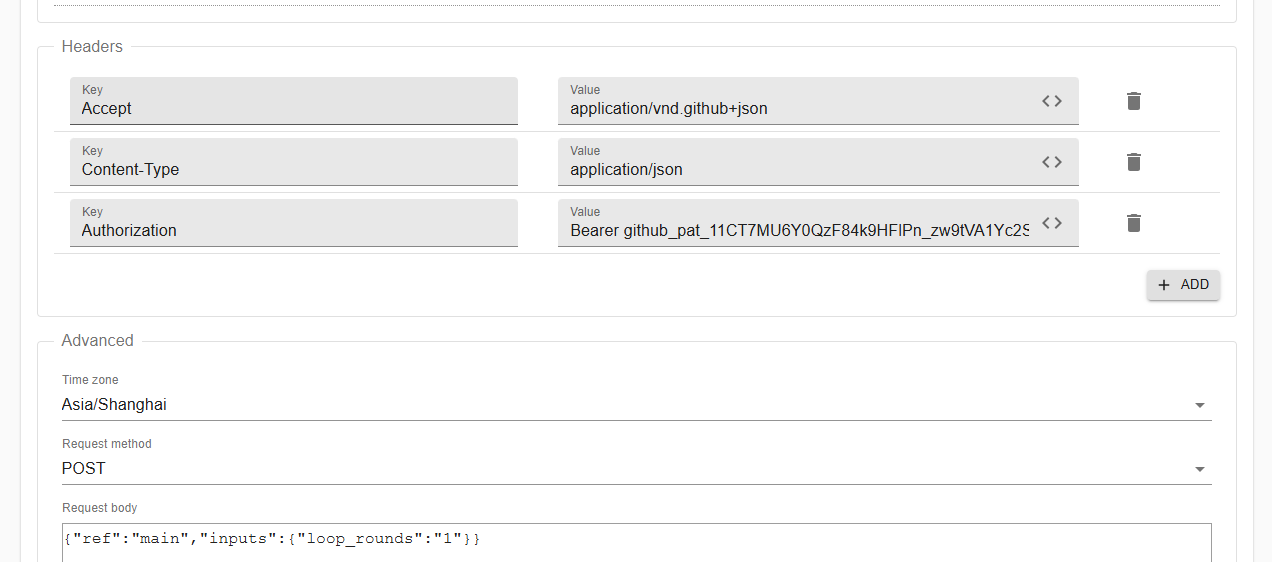 Headers
Key
Accept
Value
application/vnd.github+json
Key
Content-Type
Value
application/json
Key
Authorization
Value
Bearer github_pat_11CT7MU6Y0QzF84k9HFIPn_zw9tVA1Yc2S
ADD
Advanced
Time zone
Asia/Shanghai
Request method
POST
Request body
{"ref":"main","inputs":{"loop_rounds":"1"}}